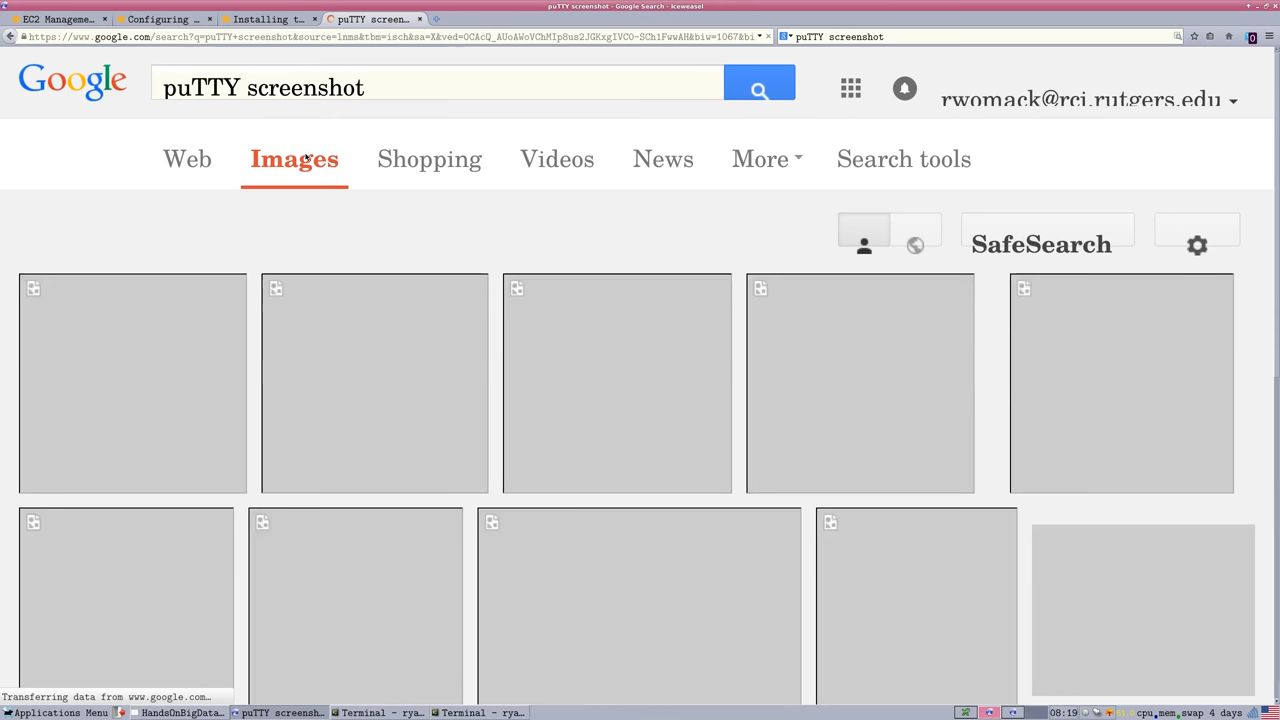 puTTY screenshot - Google Search - Iceweasel
EC2 Manageme... Configuring ... Installing t... puTTY screen...
https://www.google.com/search?q=puTTY+screenshot&source=lnms&tbm=isch&sa=X&ved=0CAcQ_AUoAWoVChMIp8us2JGKxgIVCO-SCh1FwwAH&biw=1067&bi puTTY screenshot
Google puTTY screenshot rwomack@rci.rutgers.edu
Web Images Shopping Videos News More Search tools
SafeSearch
Transferring data from www.google.com...
Applications Menu HandsOnBigData... puTTY screensh... Terminal - rya... Terminal - rya... 08:19 cpu mem swap 4 days